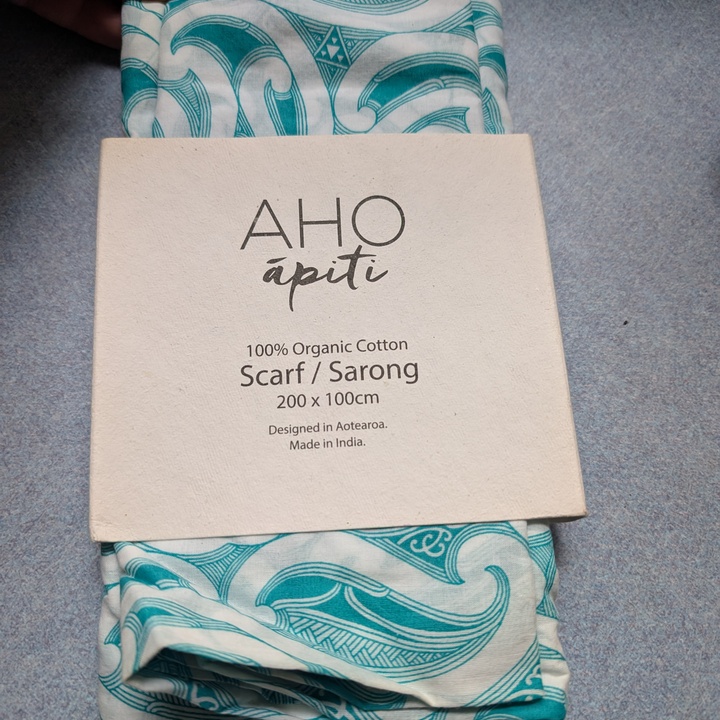 AHO
āpiti
100% Organic Cotton
Scarf / Sarong
200 x 100cm
Designed in Aotearoa.
Made in India.